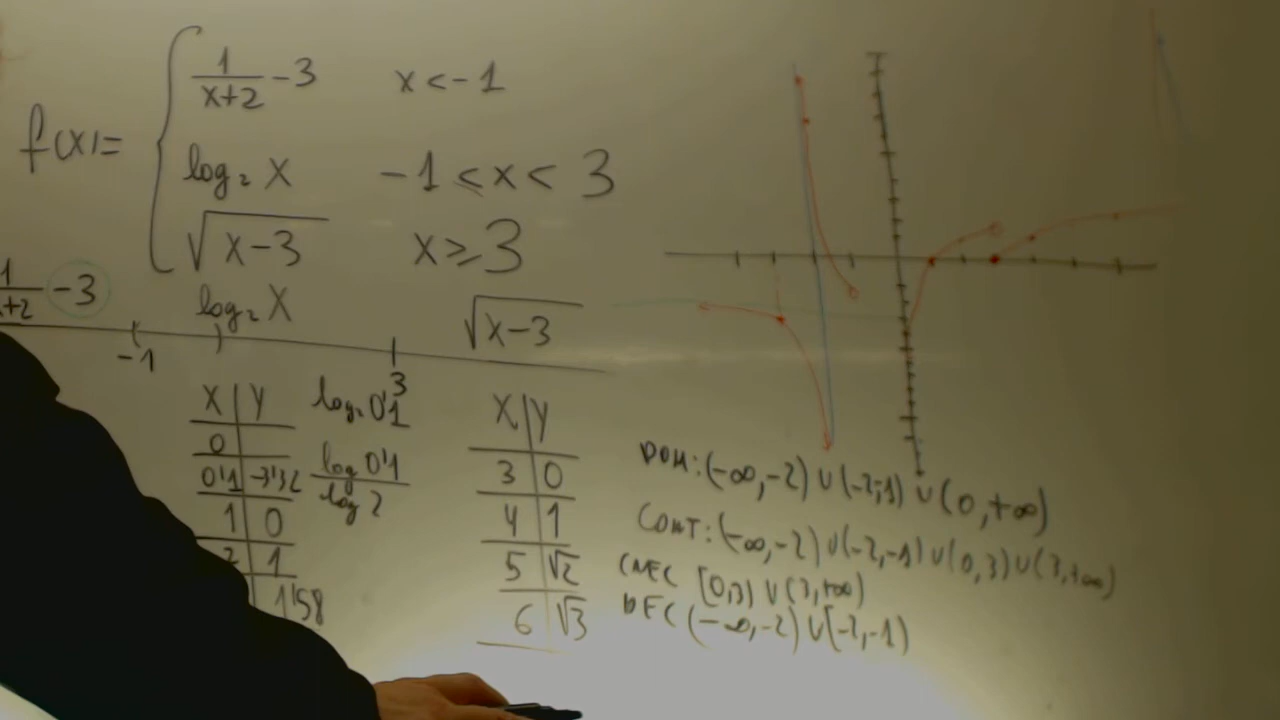 f(x)= { 1/(x+2) -3    x < -1
log₂ X    -1 < x < 3
√(x-3)    x ≥ 3
1/(+2) -3    log₂ X    √(x-3)
-1    3
X | Y    log₂ 0'1    X | Y
0 |    3 | 0
0'1 | -3'32    log 0'1 / log 2    4 | 1
1 | 0    5 | √2
2 | 1    6 | √3
1'58
DOM: (-∞,-2) ∪ (-2,-1) ∪ (0,+∞)
CONT: (-∞,-2) ∪ (-2,-1) ∪ (0,3) ∪ (3,+∞)
CREC [0,3) ∪ (3,+∞)
DEC (-∞,-2) ∪ [-2,-1)